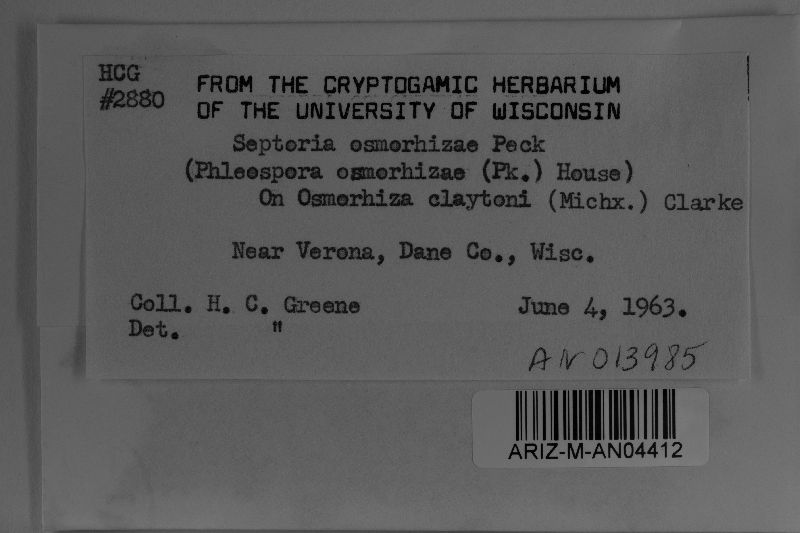 HCG
#2880
FROM THE CRYPTOGAMIC HERBARIUM
OF THE UNIVERSITY OF WISCONSIN
Septoria osmorhizae Peck
(Phleospora osmorhizae (Pk.) House)
On Osmorhiza claytoni (Michx.) Clarke
Near Verona, Dane Co., Wisc.
Coll. H. C. Greene June 4, 1963.
Det. "
AN 013985
ARIZ-M-AN04412